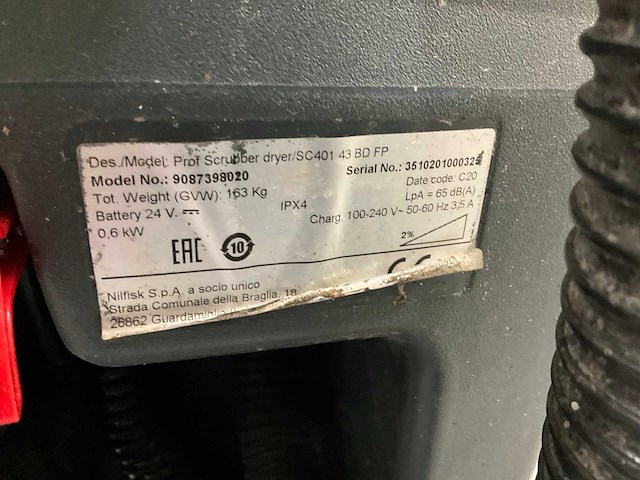 Des./Model: Prof Scrubber dryer/SC401 43 BD FP
Model No.: 9087398020
Serial No.: 351020100032
Tot. Weight (GVW): 163 Kg
Date code: C20
Battery 24 V.
IPX4
LpA = 65 dB(A)
Charg. 100-240 V~ 50-60 Hz 3,5 A
0,6 kW
2%
EAC
10
CE
Nilfisk S.p.A. a socio unico
Strada Comunale della Braglia, 18
26862 Guardamiglio